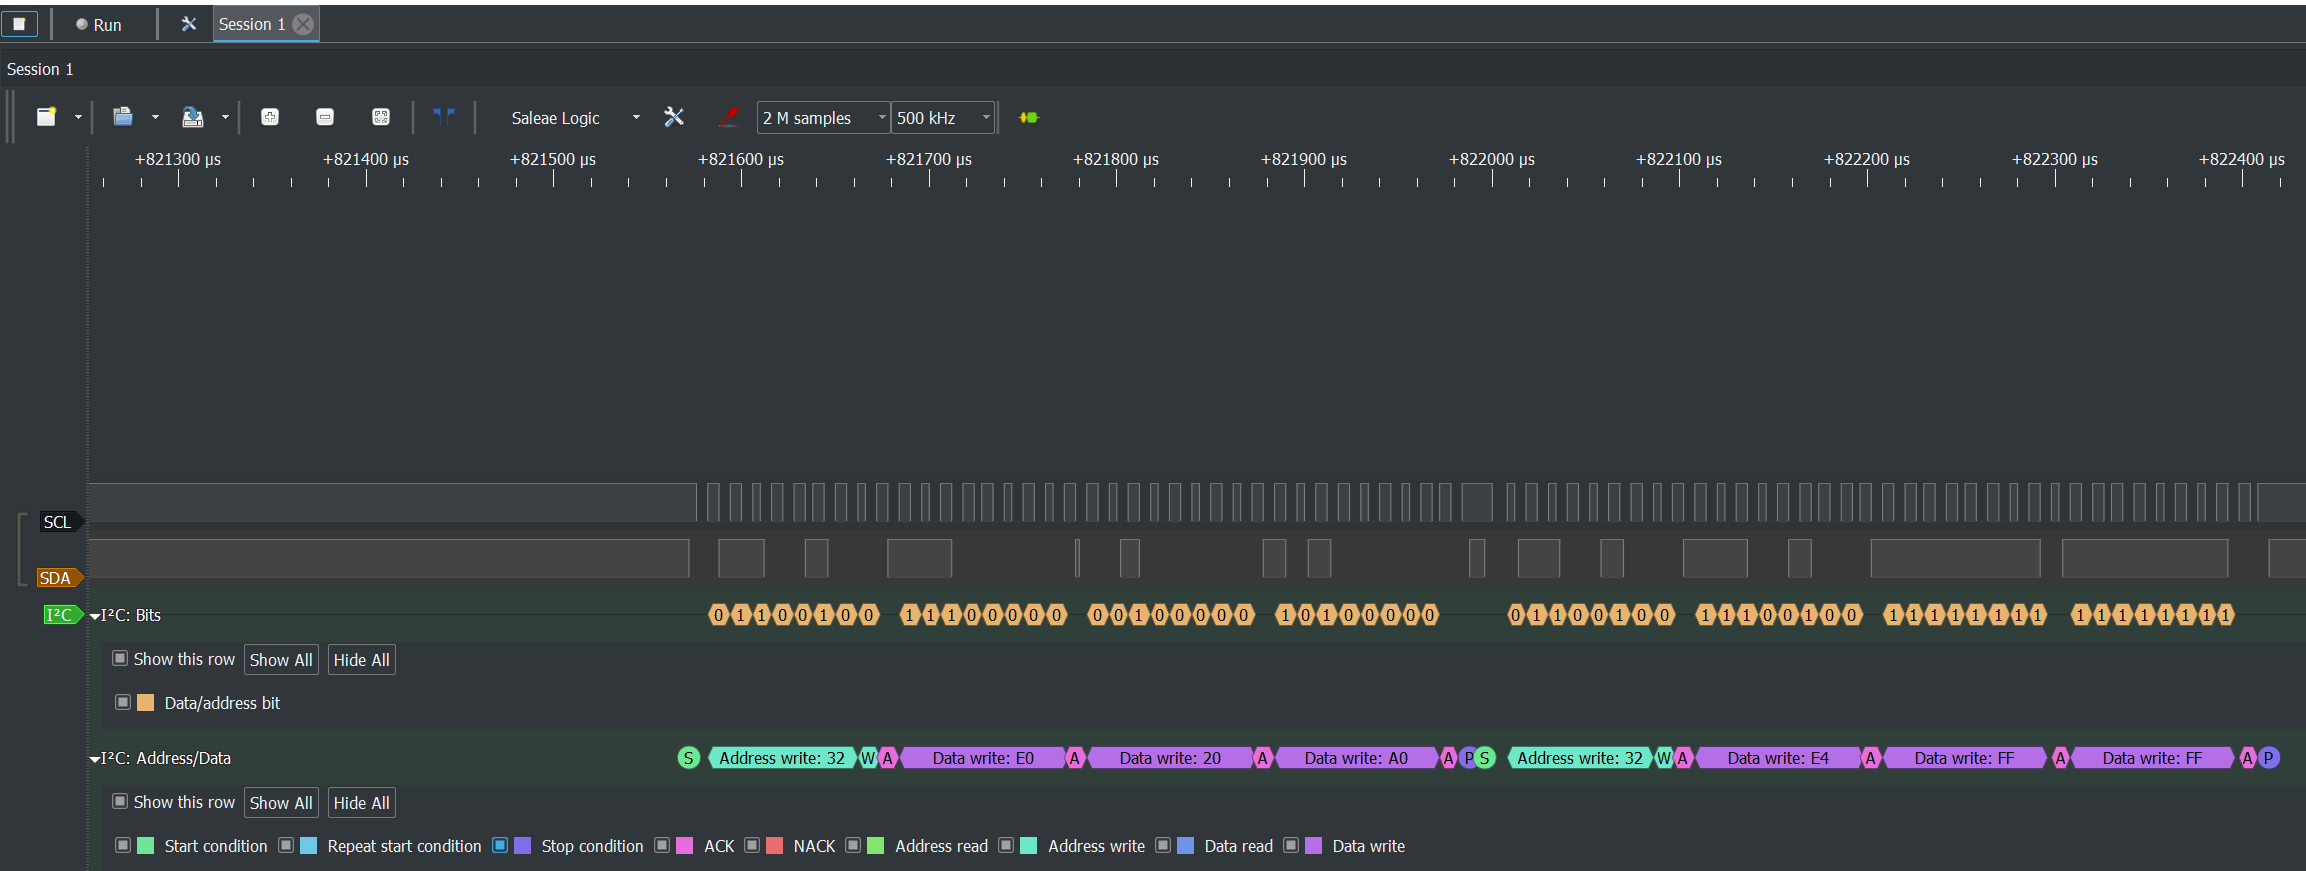 Run Session 1
Session 1
Saleae Logic 2 M samples 500 kHz
+821300 µs +821400 µs +821500 µs +821600 µs +821700 µs +821800 µs +821900 µs +822000 µs +822100 µs +822200 µs +822300 µs +822400 µs
SCL
SDA
I²C I²C: Bits 0 1 1 0 0 1 0 0 1 1 1 0 0 0 0 0 0 0 1 0 0 0 0 0 1 0 1 0 0 0 0 0 0 1 1 0 0 1 0 0 1 1 1 0 0 1 0 0 1 1 1 1 1 1 1 1 1 1 1 1 1 1 1 1
Show this row Show All Hide All
Data/address bit
I²C: Address/Data S Address write: 32 W A Data write: E0 A Data write: 20 A Data write: A0 A P S Address write: 32 W A Data write: E4 A Data write: FF A Data write: FF A P
Show this row Show All Hide All
Start condition Repeat start condition Stop condition ACK NACK Address read Address write Data read Data write